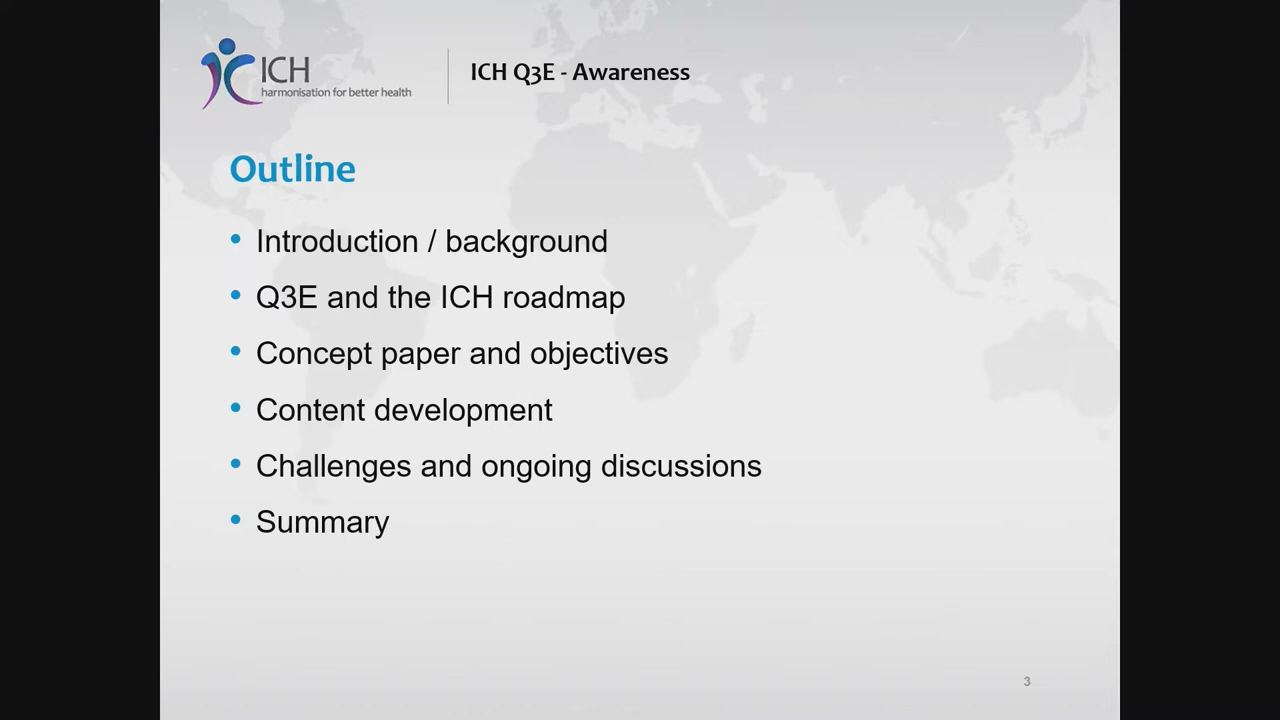 ICH
harmonisation for better health
ICH Q3E - Awareness
Outline
• Introduction / background
• Q3E and the ICH roadmap
• Concept paper and objectives
• Content development
• Challenges and ongoing discussions
• Summary
3